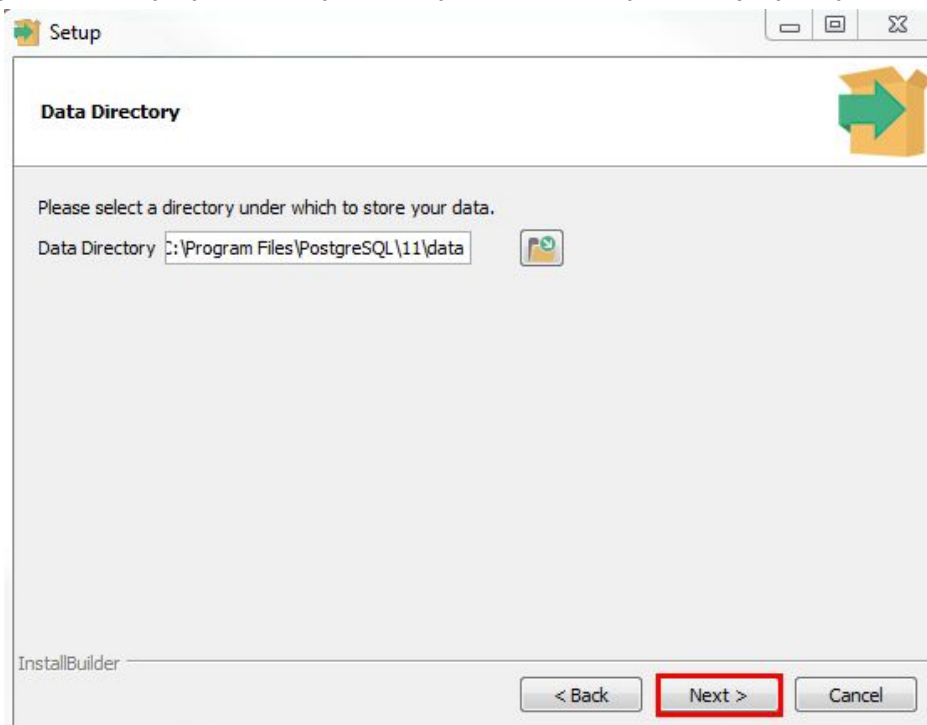 Setup
Data Directory
Please select a directory under which to store your data.
Data Directory C:\Program Files\PostgreSQL\11\data
InstallBuilder
< Back Next > Cancel